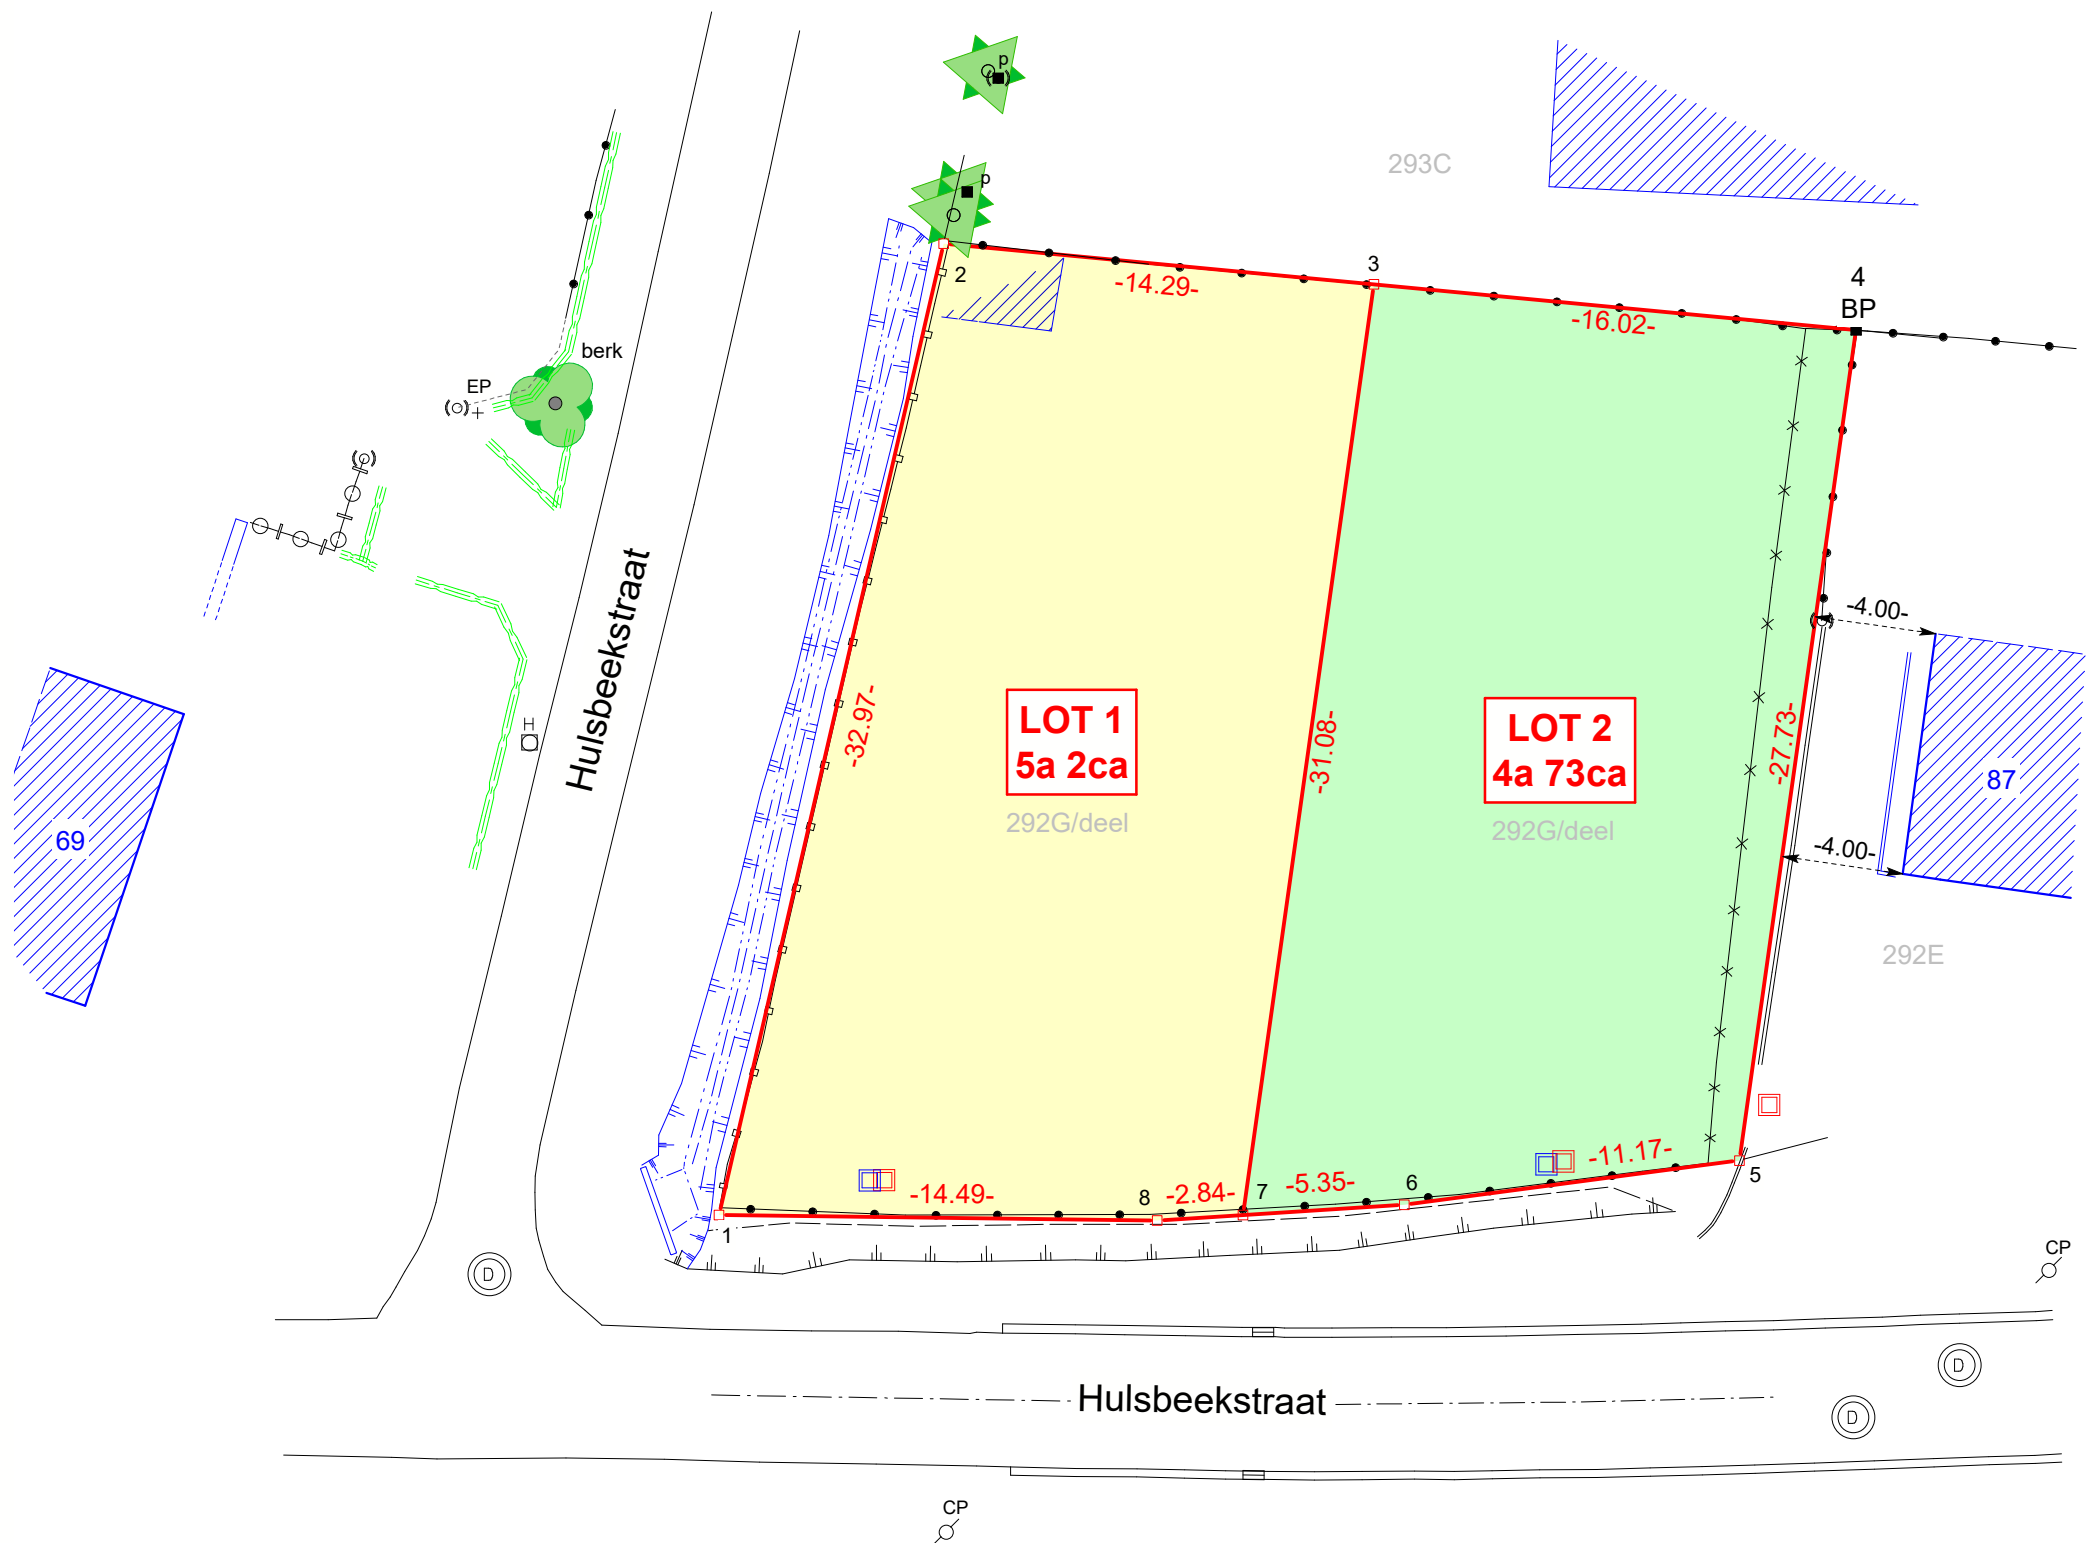 p
293C
p
2
3
4
BP
-14.29-
-16.02-
berk
EP
+
-4.00-
Hulsbeekstraat
-32.97-
LOT 1
5a 2ca
292G/deel
-31.08-
LOT 2
4a 73ca
292G/deel
-27.73-
H
87
69
-4.00-
292E
-11.17-
5
-14.49-
8
-2.84-
7
-5.35-
6
1
CP
D
D
Hulsbeekstraat
D
CP